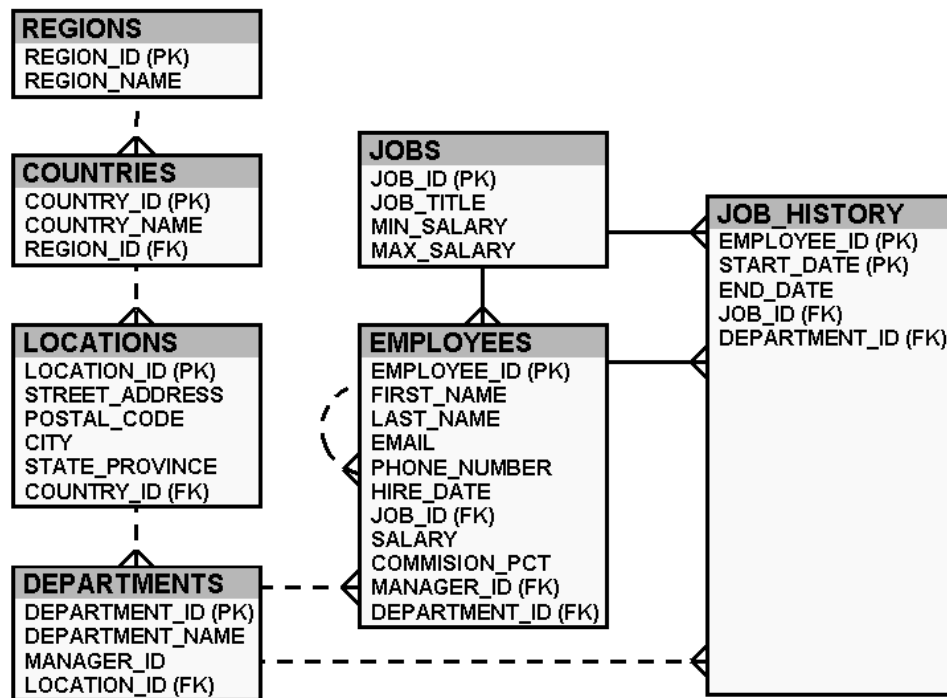 REGIONS
REGION_ID (PK)
REGION_NAME
COUNTRIES
COUNTRY_ID (PK)
COUNTRY_NAME
REGION_ID (FK)
LOCATIONS
LOCATION_ID (PK)
STREET_ADDRESS
POSTAL_CODE
CITY
STATE_PROVINCE
COUNTRY_ID (FK)
DEPARTMENTS
DEPARTMENT_ID (PK)
DEPARTMENT_NAME
MANAGER_ID
LOCATION_ID (FK)
JOBS
JOB_ID (PK)
JOB_TITLE
MIN_SALARY
MAX_SALARY
EMPLOYEES
EMPLOYEE_ID (PK)
FIRST_NAME
LAST_NAME
EMAIL
PHONE_NUMBER
HIRE_DATE
JOB_ID (FK)
SALARY
COMMISION_PCT
MANAGER_ID (FK)
DEPARTMENT_ID (FK)
JOB_HISTORY
EMPLOYEE_ID (PK)
START_DATE (PK)
END_DATE
JOB_ID (FK)
DEPARTMENT_ID (FK)